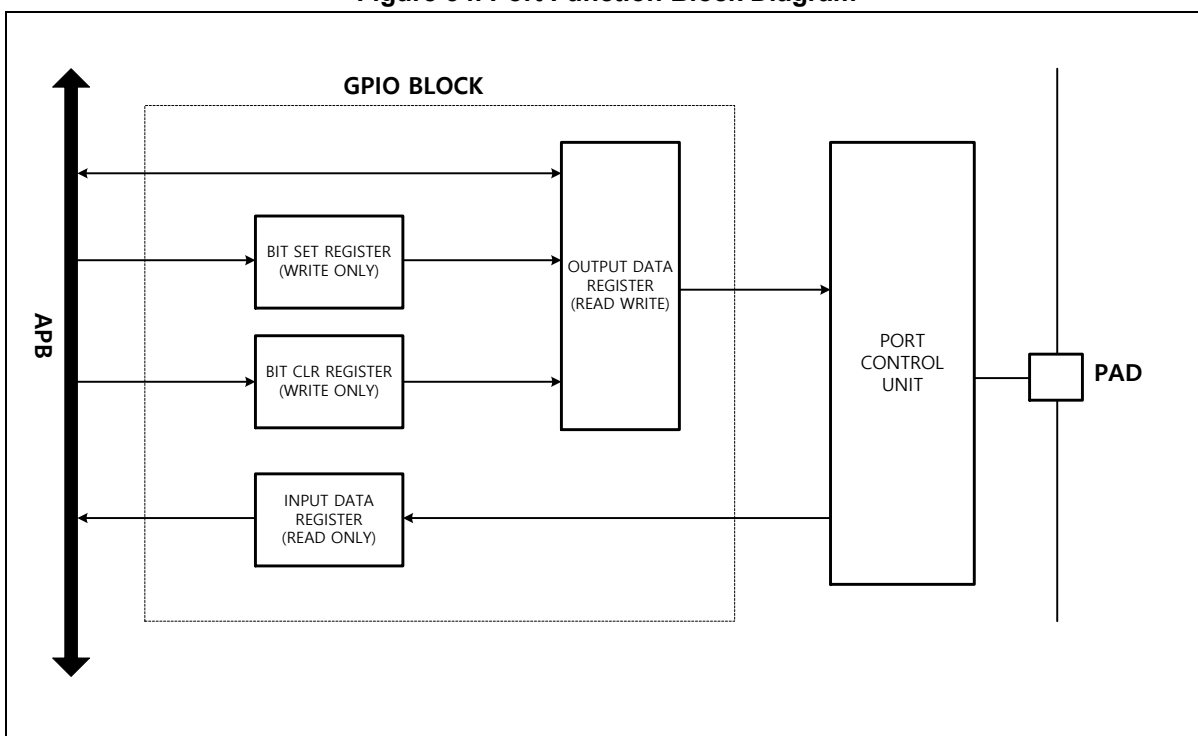 GPIO BLOCK
BIT SET REGISTER
(WRITE ONLY)
OUTPUT DATA
REGISTER
(READ WRITE)
APB
BIT CLR REGISTER
(WRITE ONLY)
PORT
CONTROL
UNIT
PAD
INPUT DATA
REGISTER
(READ ONLY)